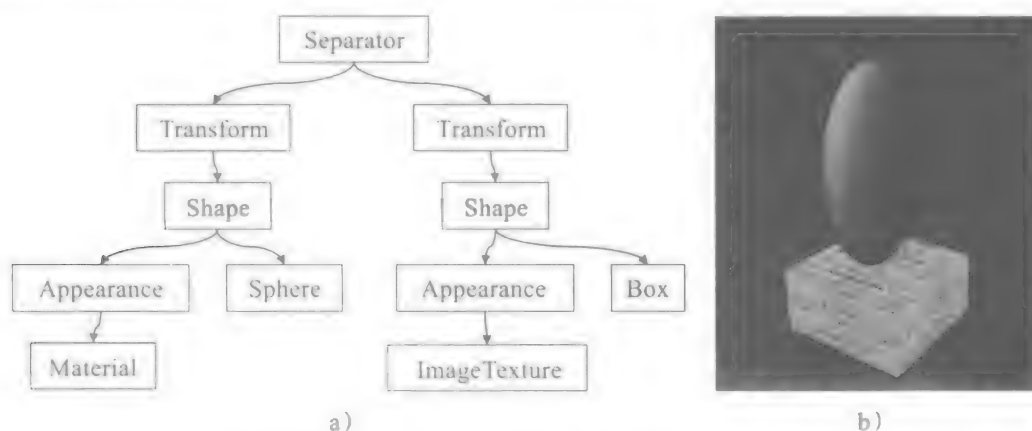 Separator
Transform Transform
Shape Shape
Appearance Sphere Appearance Box
Material ImageTexture
a) b)